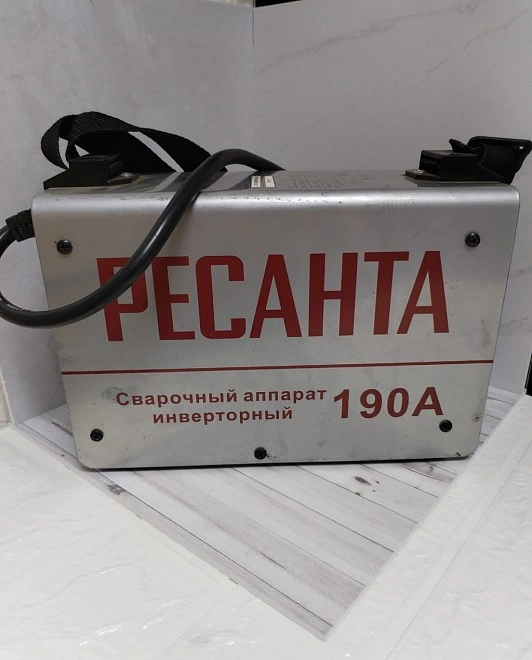 РЕСАНТА
Сварочный аппарат
инверторный
190А